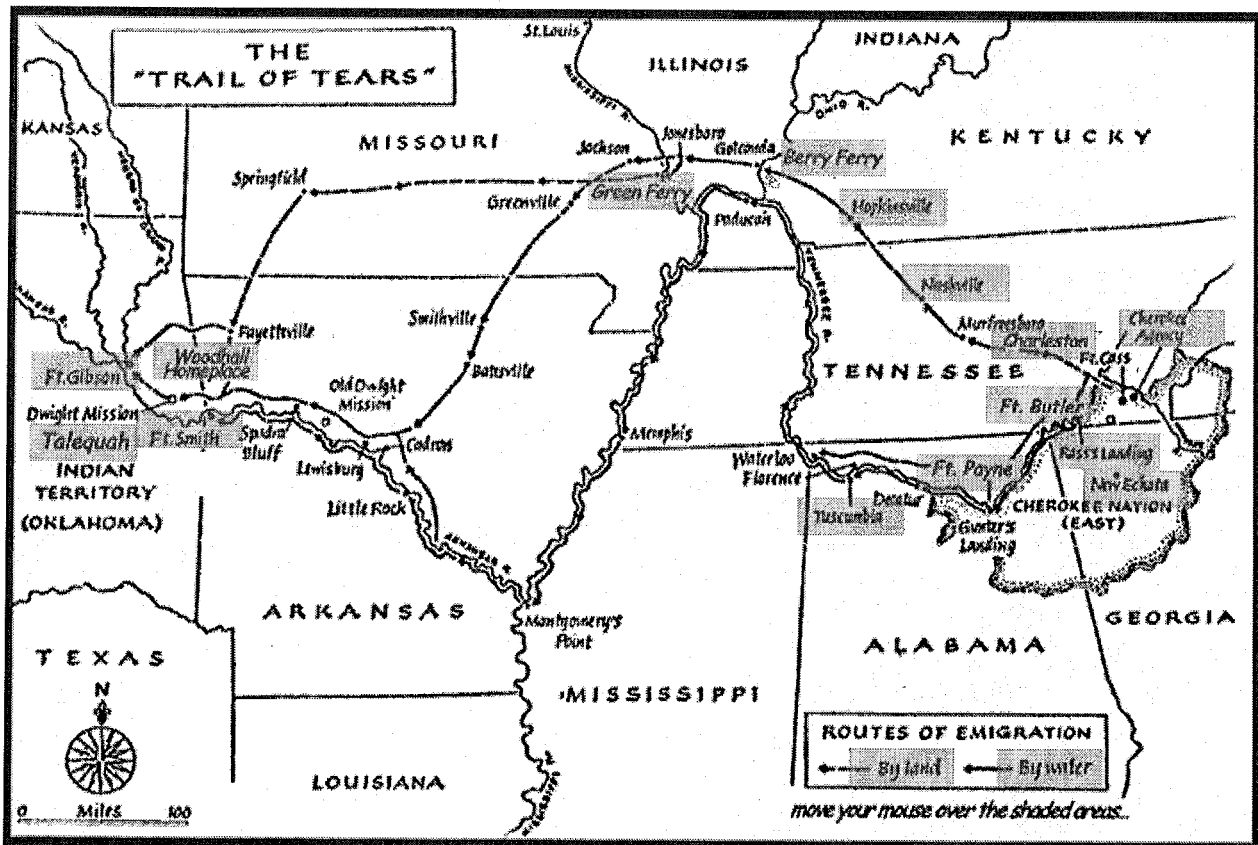 THE
"TRAIL OF TEARS"
St. Louis
ILLINOIS
INDIANA
MISSISSIPPI R.
OHIO R.
KANSAS
MISSOURI
KENTUCKY
Jonesboro
Jackson
Golconda
Berry Ferry
Springfield
Greenville
Green Ferry
Hopkinsville
Paducah
TENNESSEE R.
Nashville
Smithville
Murfreesboro
Charleston
Cherokee
Agency
Fayetteville
Ft. Cass
Woodhall
Homeplace
Batesville
TENNESSEE
Ft. Gibson
Old Dwight
Mission
Ft. Butler
Dwight Mission
Talequah
Ft. Smith
Spadra
Bluff
Cadron
Memphis
Ross's Landing
Lewisburg
Waterloo
Florence
Ft. Payne
New Echota
INDIAN
TERRITORY
(OKLAHOMA)
Little Rock
Tuscumbia
Decatur
CHEROKEE NATION
(EAST)
Gunter's
Landing
ARKANSAS R.
ARKANSAS
Montgomery's
Point
GEORGIA
ALABAMA
TEXAS
N
MISSISSIPPI
ROUTES OF EMIGRATION
By land By water
LOUISIANA
MISSISSIPPI
0 Miles 100
move your mouse over the shaded areas...